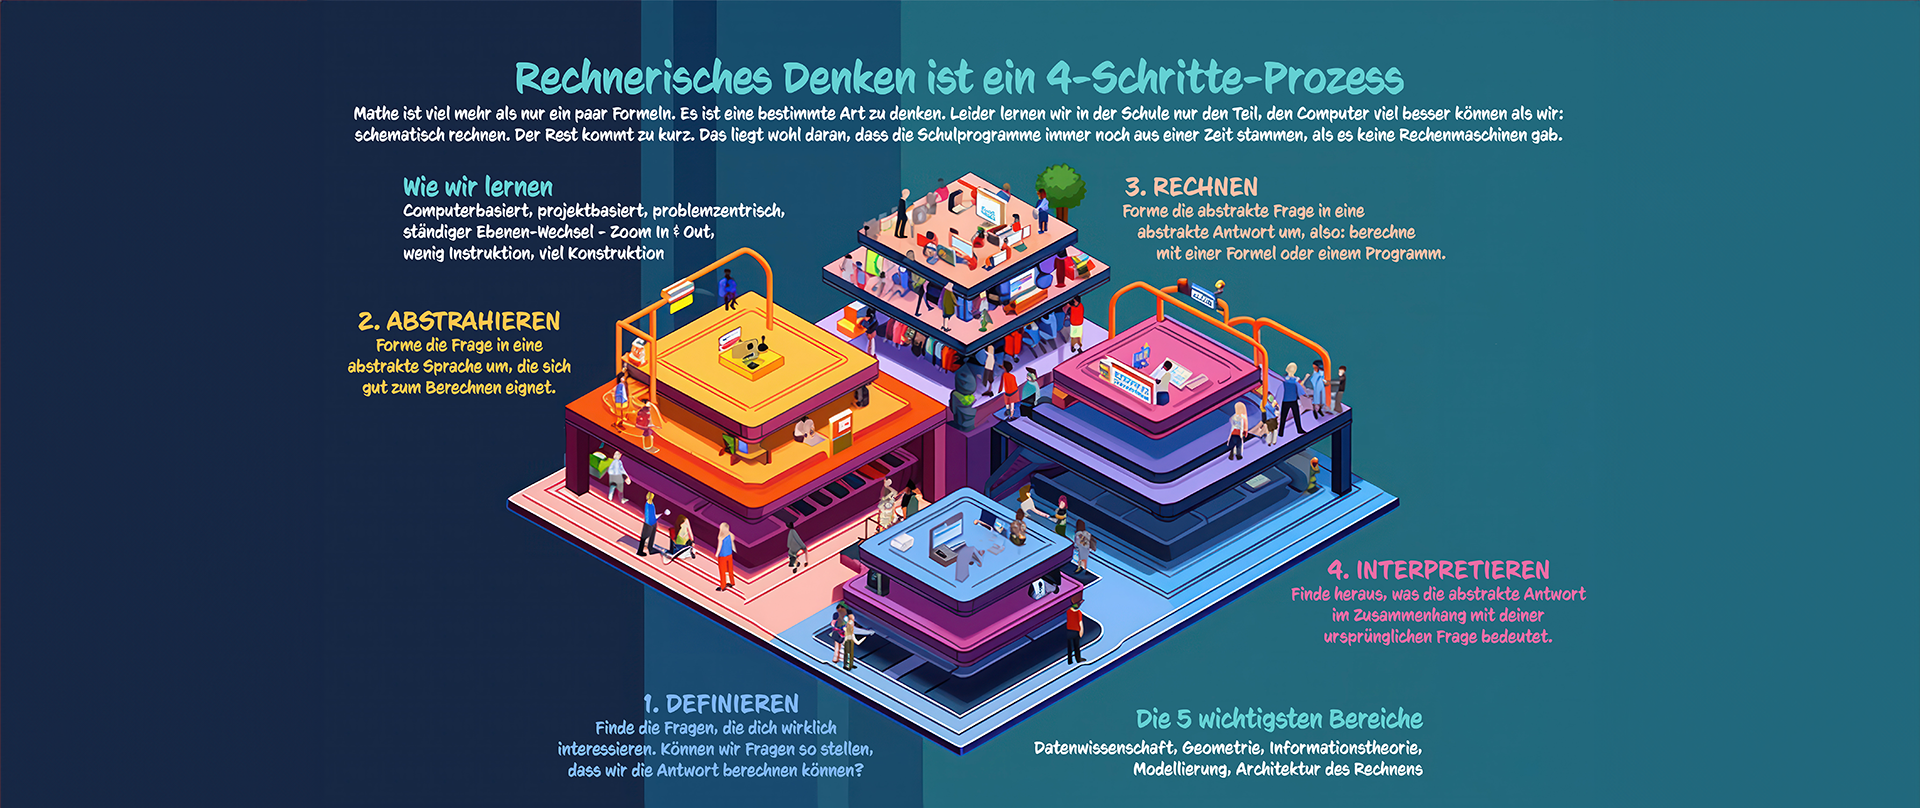 Rechnerisches Denken ist ein 4-Schritte-Prozess
Mathe ist viel mehr als nur ein paar Formeln. Es ist eine bestimmte Art zu denken. Leider lernen wir in der Schule nur den Teil, den Computer viel besser können als wir:
schematisch rechnen. Der Rest kommt zu kurz. Das liegt wohl daran, dass die Schulprogramme immer noch aus einer Zeit stammen, als es keine Rechenmaschinen gab.
Wie wir lernen
Computerbasiert, projektbasiert, problemzentrisch,
ständiger Ebenen-Wechsel - Zoom In & Out,
wenig Instruktion, viel Konstruktion
3. RECHNEN
Forme die abstrakte Frage in eine
abstrakte Antwort um, also: berechne
mit einer Formel oder einem Programm.
2. ABSTRAHIEREN
Forme die Frage in eine
abstrakte Sprache um, die sich
gut zum Berechnen eignet.
4. INTERPRETIEREN
Finde heraus, was die abstrakte Antwort
im Zusammenhang mit deiner
ursprünglichen Frage bedeutet.
1. DEFINIEREN
Finde die Fragen, die dich wirklich
interessieren. Können wir Fragen so stellen,
dass wir die Antwort berechnen können?
Die 5 wichtigsten Bereiche
Datenwissenschaft, Geometrie, Informationstheorie,
Modellierung, Architektur des Rechnens